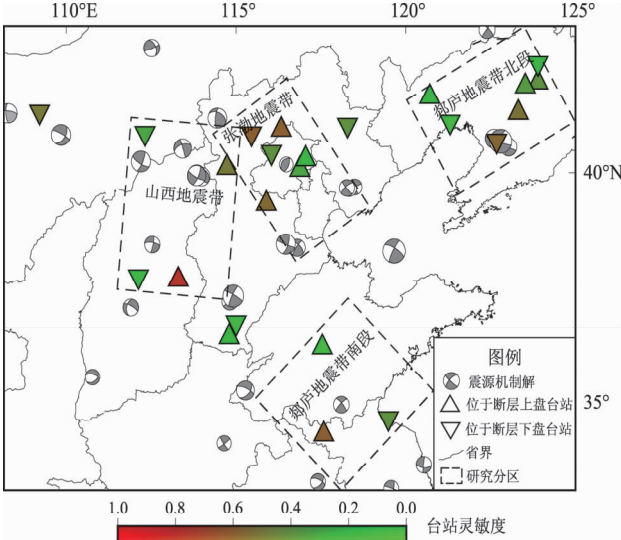 110°E
115°
120°
125°
郯庐地震带北段
张渤地震带
40°N
山西地震带
郯庐地震带南段
35°
图例
震源机制解
位于断层上盘台站
位于断层下盘台站
省界
研究分区
1.0 0.8 0.6 0.4 0.2 0.0
台站灵敏度